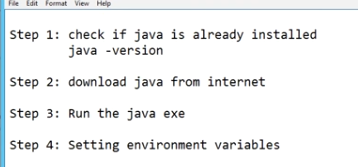 File Edit Format View Help
Step 1: check if java is already installed
java -version
Step 2: download java from internet
Step 3: Run the java exe
Step 4: Setting environment variables